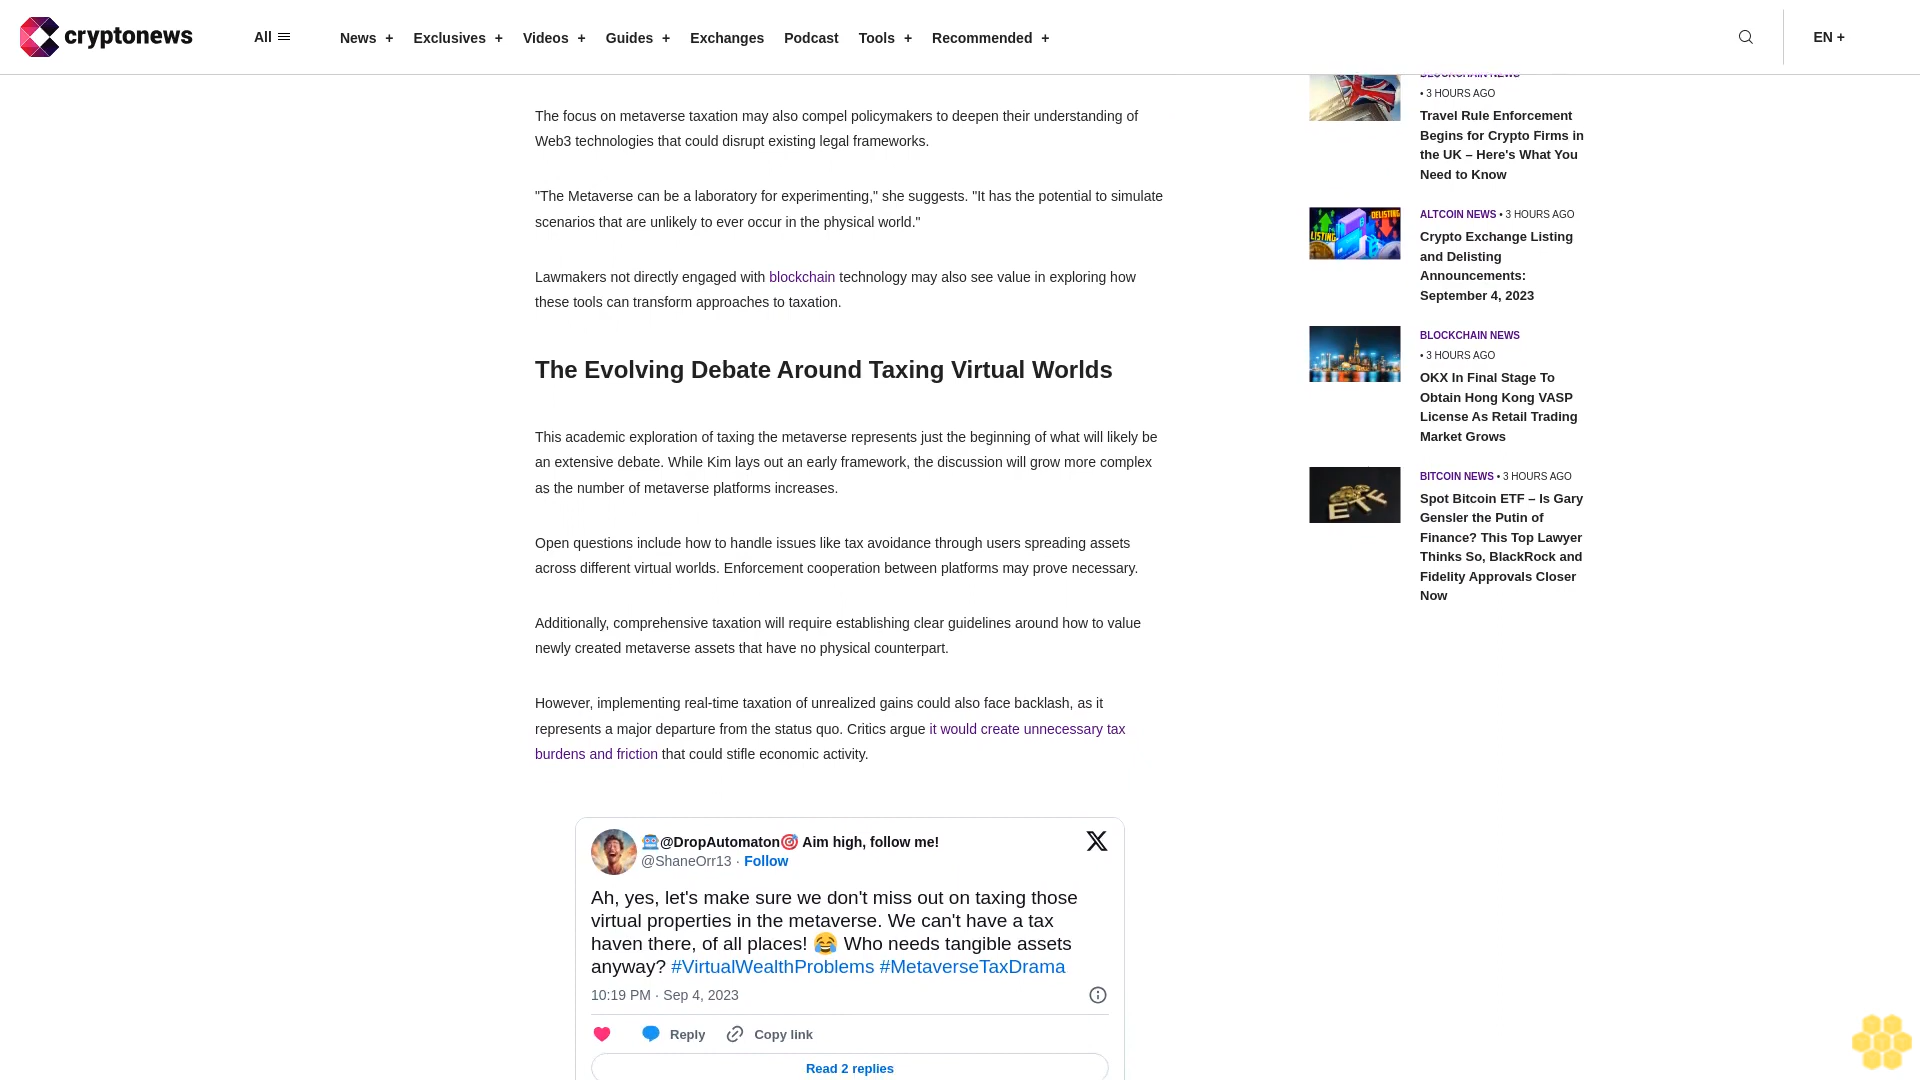 cryptonews
All
News +
Exclusives +
Videos +
Guides +
Exchanges
Podcast
Tools +
Recommended +
EN +
The focus on metaverse taxation may also compel policymakers to deepen their understanding of
Web3 technologies that could disrupt existing legal frameworks.
"The Metaverse can be a laboratory for experimenting," she suggests. "It has the potential to simulate
scenarios that are unlikely to ever occur in the physical world."
Lawmakers not directly engaged with blockchain technology may also see value in exploring how
these tools can transform approaches to taxation.
The Evolving Debate Around Taxing Virtual Worlds
This academic exploration of taxing the metaverse represents just the beginning of what will likely be
an extensive debate. While Kim lays out an early framework, the discussion will grow more complex
as the number of metaverse platforms increases.
Open questions include how to handle issues like tax avoidance through users spreading assets
across different virtual worlds. Enforcement cooperation between platforms may prove necessary.
Additionally, comprehensive taxation will require establishing clear guidelines around how to value
newly created metaverse assets that have no physical counterpart.
However, implementing real-time taxation of unrealized gains could also face backlash, as it
represents a major departure from the status quo. Critics argue it would create unnecessary tax
burdens and friction that could stifle economic activity.
@DropAutomaton🎯 Aim high, follow me!
@ShaneOrr13 · Follow
Ah, yes, let's make sure we don't miss out on taxing those
virtual properties in the metaverse. We can't have a tax
haven there, of all places! 😂 Who needs tangible assets
anyway? #VirtualWealthProblems #MetaverseTaxDrama
10:19 PM · Sep 4, 2023
Reply
Copy link
Read 2 replies
BLOCKCHAIN NEWS
• 3 HOURS AGO
Travel Rule Enforcement
Begins for Crypto Firms in
the UK – Here's What You
Need to Know
LISTING
DELISTING
ALTCOIN NEWS • 3 HOURS AGO
Crypto Exchange Listing
and Delisting
Announcements:
September 4, 2023
BLOCKCHAIN NEWS
• 3 HOURS AGO
OKX In Final Stage To
Obtain Hong Kong VASP
License As Retail Trading
Market Grows
ETF
BITCOIN NEWS • 3 HOURS AGO
Spot Bitcoin ETF – Is Gary
Gensler the Putin of
Finance? This Top Lawyer
Thinks So, BlackRock and
Fidelity Approvals Closer
Now